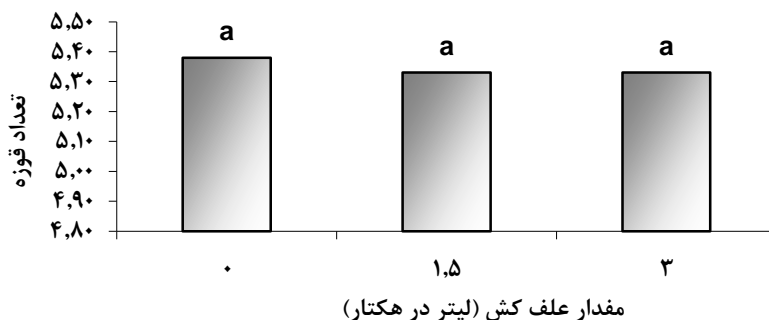 a
a
a
۵٫۵۰
۵٫۴۰
۵٫۳۰
۵٫۲۰
۵٫۱۰
۵٫۰۰
۴٫۹۰
۴٫۸۰
تعداد قوزه
۰
۱٫۵
۳
مفدار علف کش (لیتر در هکتار)